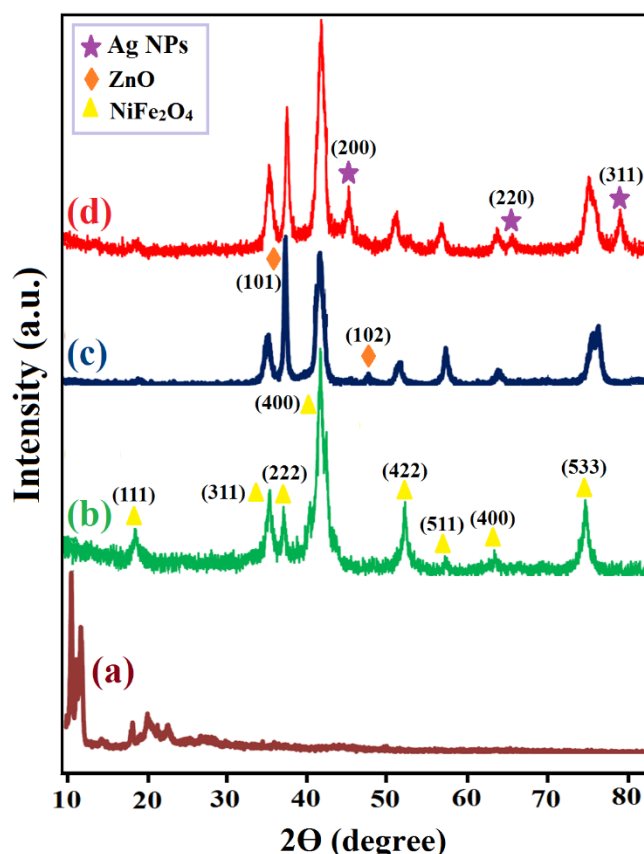 Ag NPs
ZnO
NiFe₂O₄
(200)
(311)
(220)
(d)
(101)
(102)
(c)
(400)
(111)
(311)
(222)
(422)
(511)
(400)
(533)
(b)
(a)
Intensity (a.u.)
10 20 30 40 50 60 70 80
2Θ (degree)